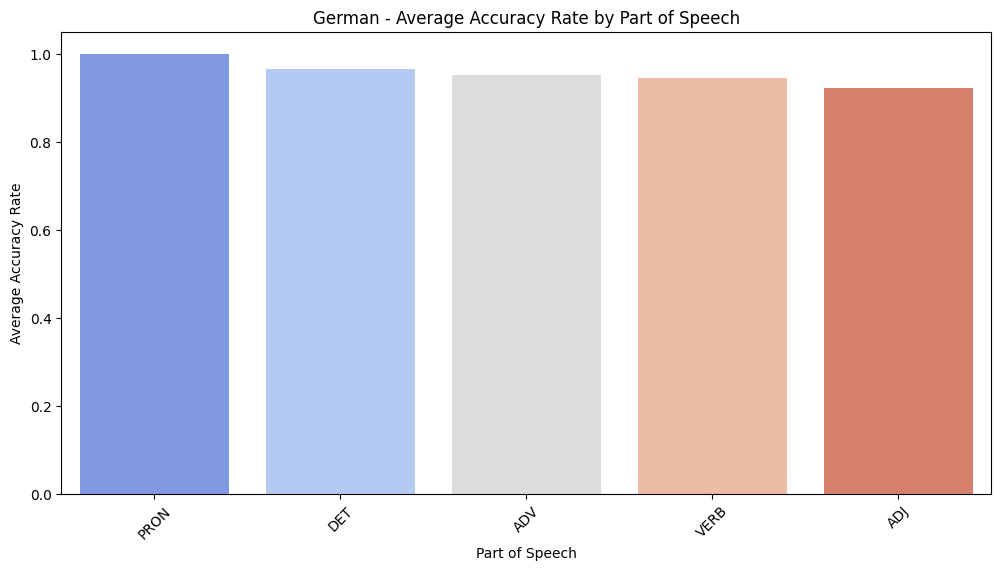 German - Average Accuracy Rate by Part of Speech
Average Accuracy Rate
1.0
0.8
0.6
0.4
0.2
0.0
PRON
DET
ADV
VERB
ADJ
Part of Speech